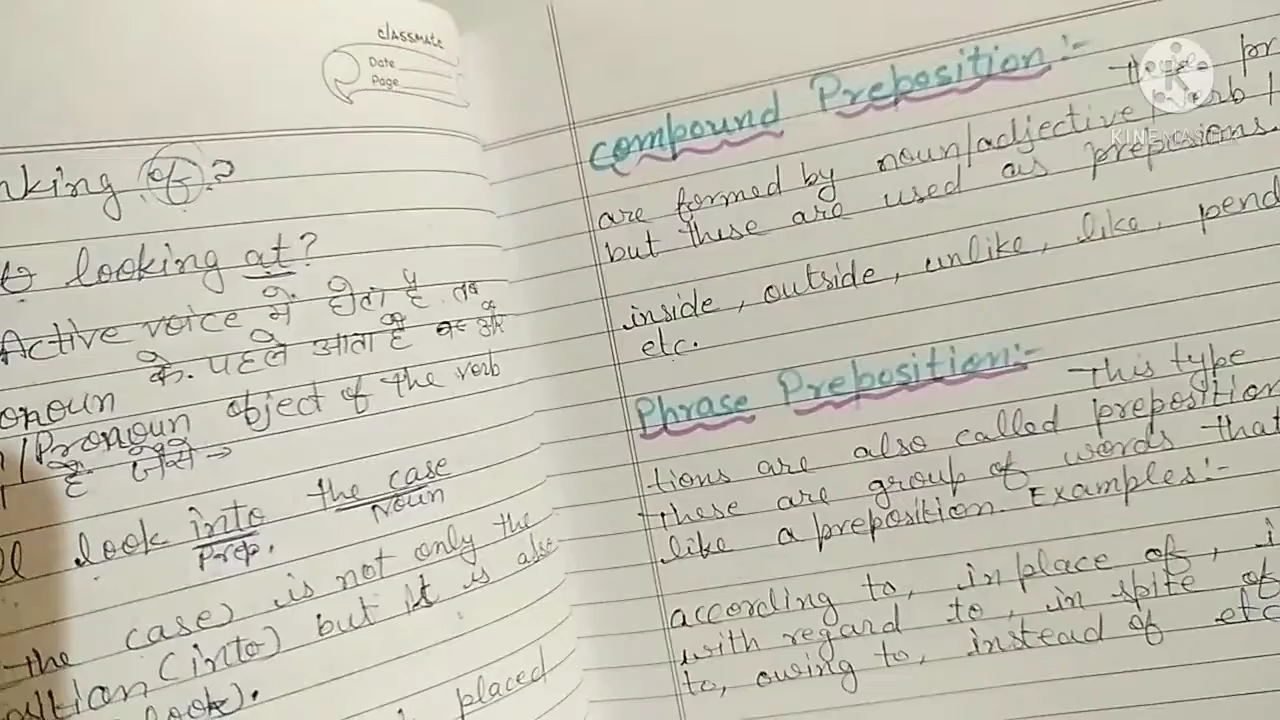 classmate
Date
Page
nking of?
looking at?
Active voice में होता है तब
onoun के पहले आता है और
/Pronoun object of the verb
है जैसे →
ll look into the case
Prep. Noun
the case) is not only the
osition (into) but it is also
look).
placed
Compound Preposition :- These pr
are formed by noun/adjective/verb +
but these are used as prepisions.
inside, outside, unlike, like, pend
etc.
Phrase Preposition:- This type
tions are also called preposition
these are group of words that
like a preposition. Examples:-
according to, in place of, i
with regard to, in spite of
to, owing to, instead of etc
KINEMASTER